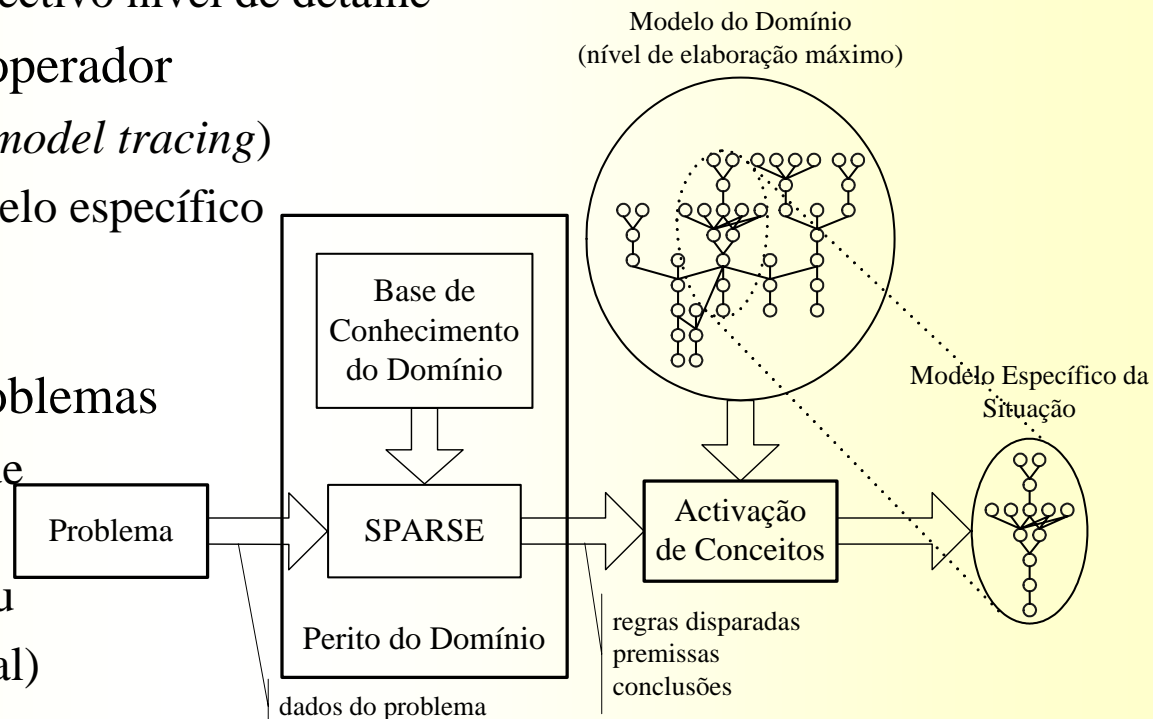 ectivo nível de detalhe
operador
model tracing)
elo específico
oblemas
e
u
al)
Modelo do Domínio
(nível de elaboração máximo)
Base de
Conhecimento
do Domínio
Modelo Específico da
Situação
Problema
SPARSE
Activação
de Conceitos
Perito do Domínio
regras disparadas
premissas
conclusões
dados do problema